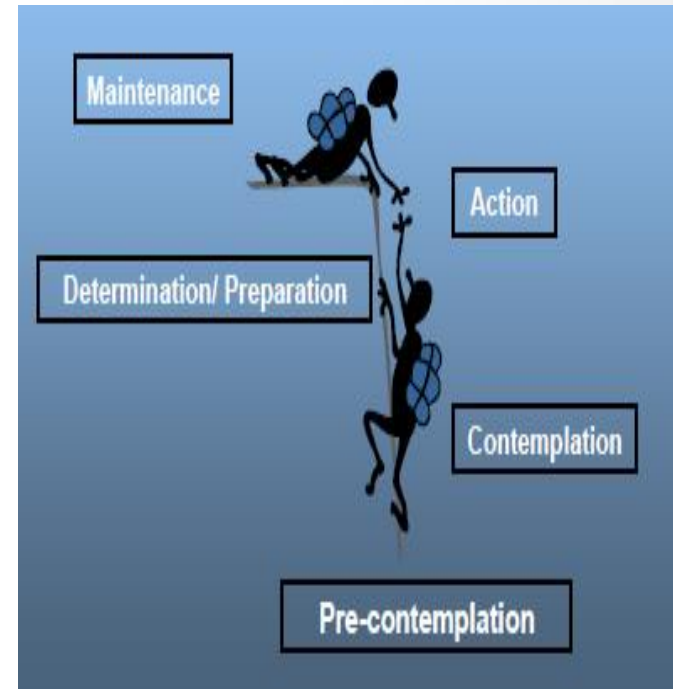 Maintenance
Action
Determination/ Preparation
Contemplation
Pre-contemplation